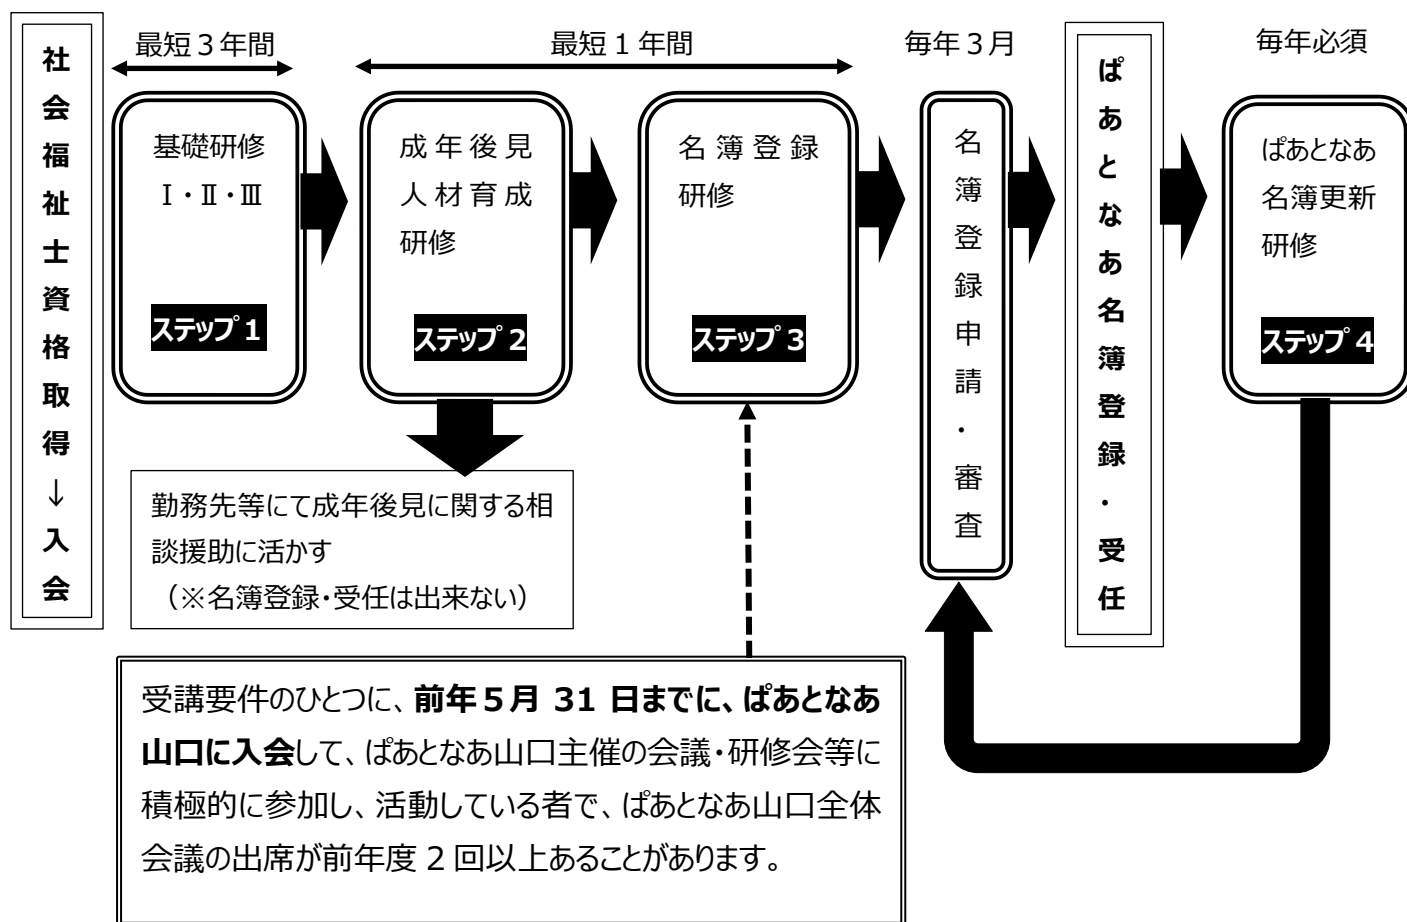 社会福祉士資格取得↓入会
最短３年間
基礎研修
Ⅰ・Ⅱ・Ⅲ
ステップ１
最短１年間
成年後見
人材育成
研修
ステップ２
名簿登録
研修
ステップ３
毎年３月
名簿登録申請・審査
ぱあとなあ名簿登録・受任
毎年必須
ぱあとなあ
名簿更新
研修
ステップ４
勤務先等にて成年後見に関する相
談援助に活かす
（※名簿登録・受任は出来ない）
受講要件のひとつに、前年５月 31 日までに、ぱあとなあ
山口に入会して、ぱあとなあ山口主催の会議・研修会等に
積極的に参加し、活動している者で、ぱあとなあ山口全体
会議の出席が前年度 2 回以上あることがあります。